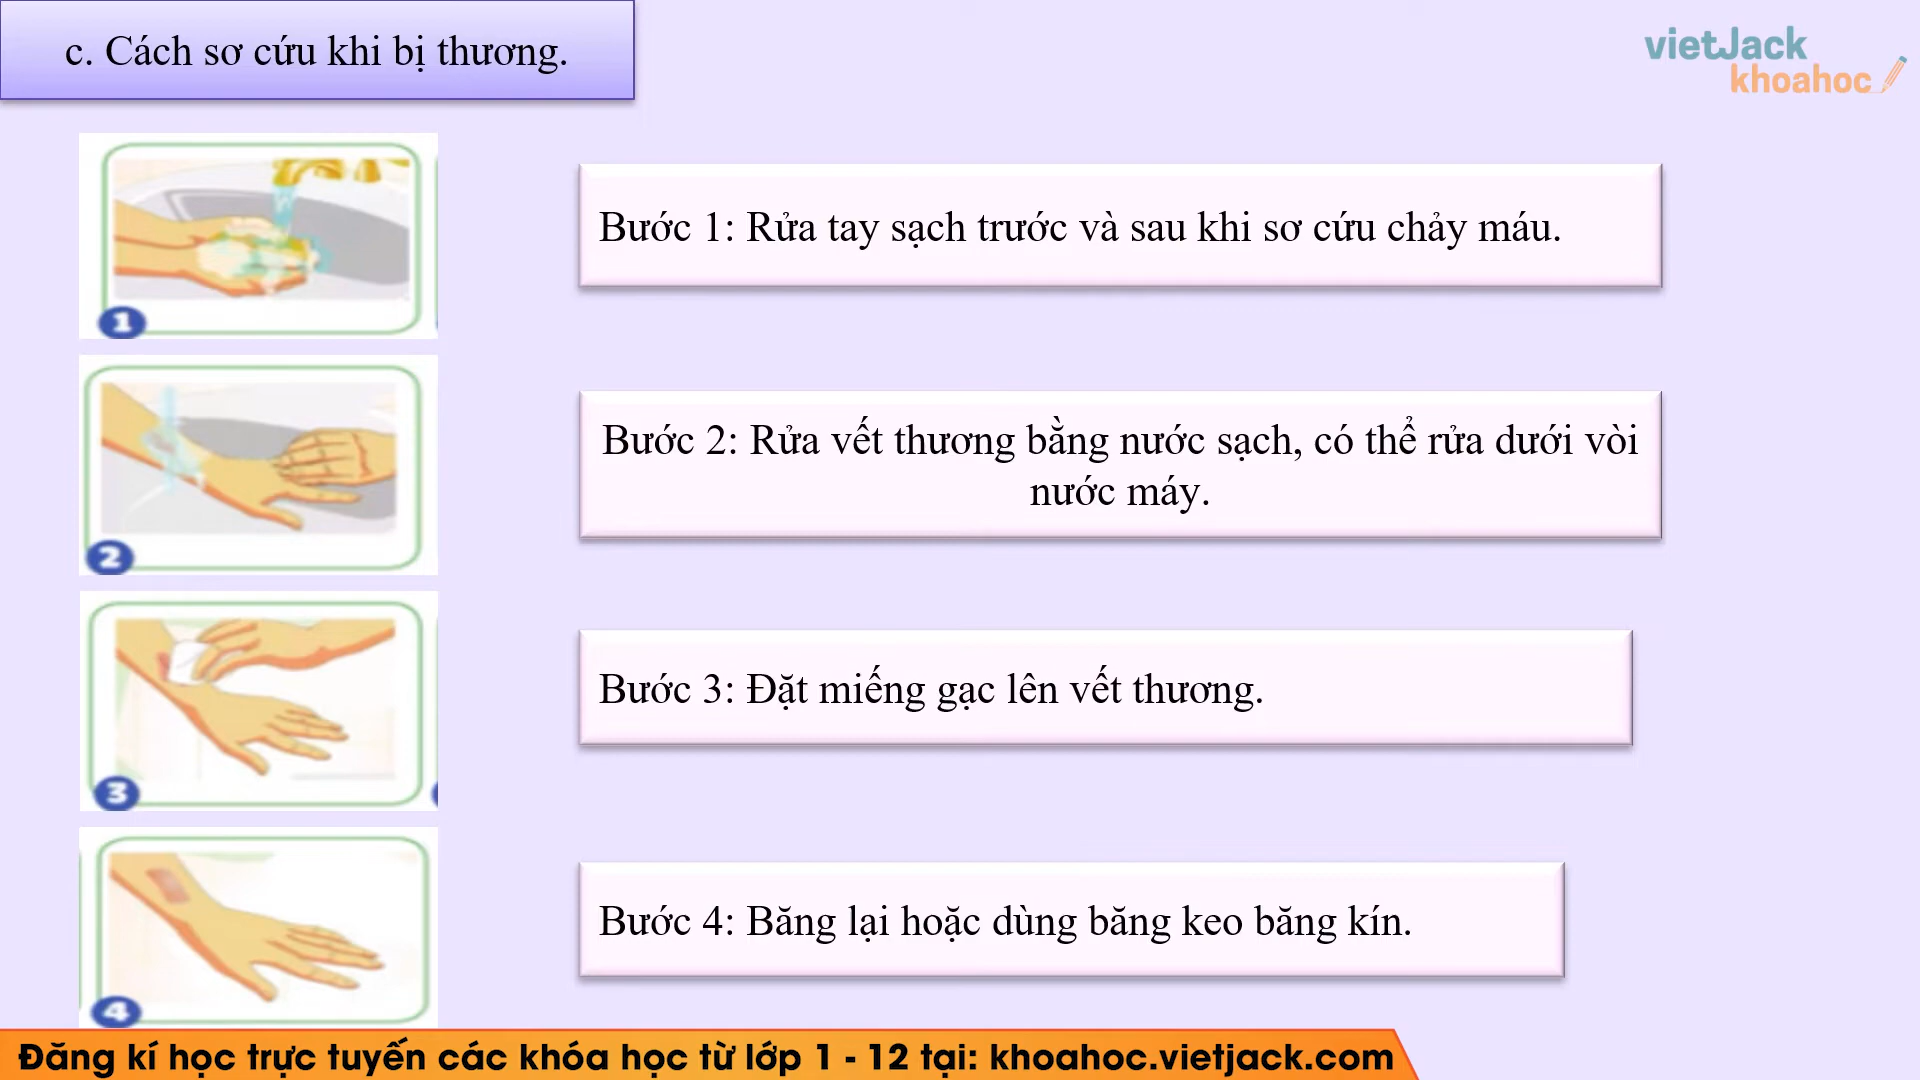 c. Cách sơ cứu khi bị thương.
vietJack
khoahoc
1
Bước 1: Rửa tay sạch trước và sau khi sơ cứu chảy máu.
2
Bước 2: Rửa vết thương bằng nước sạch, có thể rửa dưới vòi
nước máy.
3
Bước 3: Đặt miếng gạc lên vết thương.
4
Bước 4: Băng lại hoặc dùng băng keo băng kín.
Đăng kí học trực tuyến các khóa học từ lớp 1 - 12 tại: khoahoc.vietjack.com